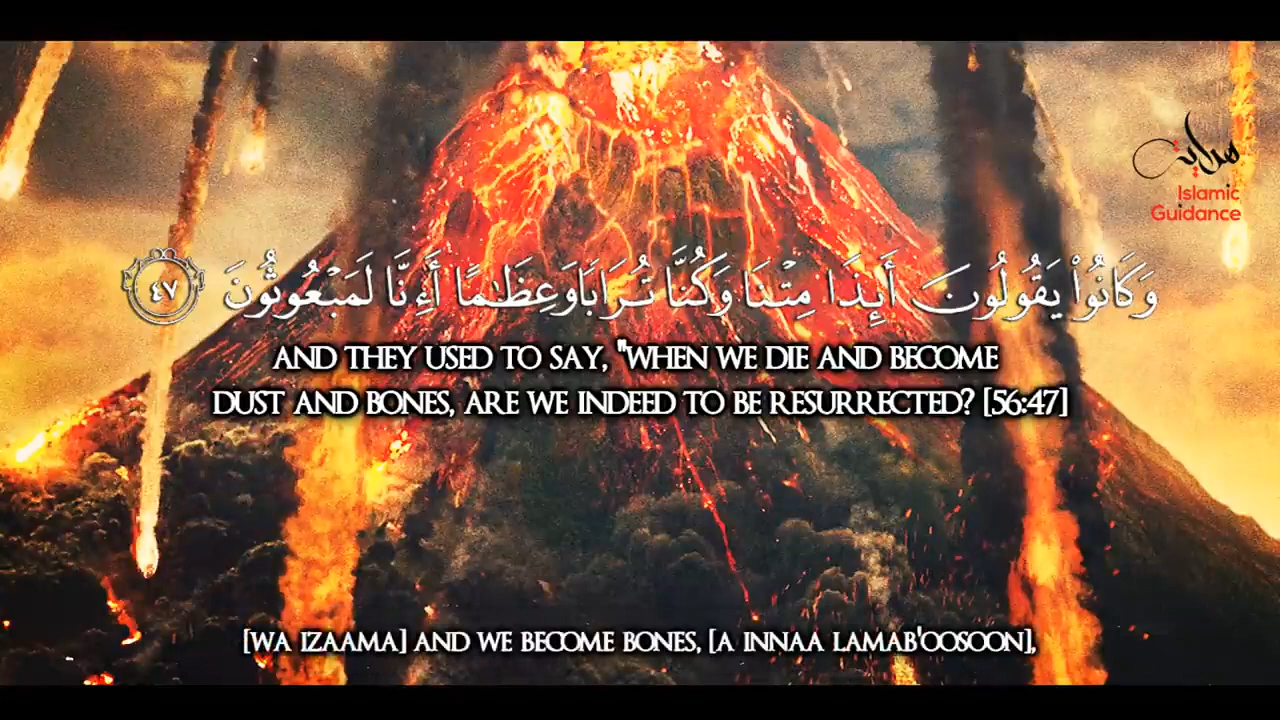 هداية
Islamic
Guidance
وَكَانُوا۟ يَقُولُونَ أَئِذَا مِتْنَا وَكُنَّا تُرَابًا وَعِظَٰمًا أَءِنَّا لَمَبْعُوثُونَ ٤٧
AND THEY USED TO SAY, "WHEN WE DIE AND BECOME
DUST AND BONES, ARE WE INDEED TO BE RESURRECTED? [56:47]
[WA IZAAMA] AND WE BECOME BONES, [A INNAA LAMAB'OOSOON],